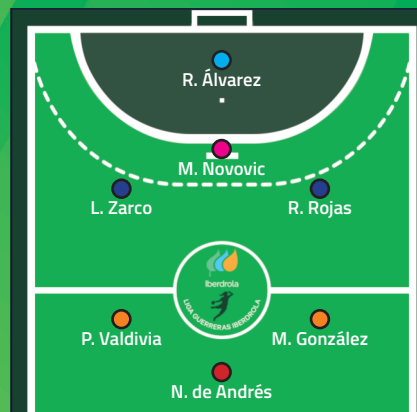 R. Álvarez
M. Novovic
L. Zarco
R. Rojas
Iberdrola
LIGA GUERRERAS IBERDROLA
P. Valdivia
M. González
N. de Andrés